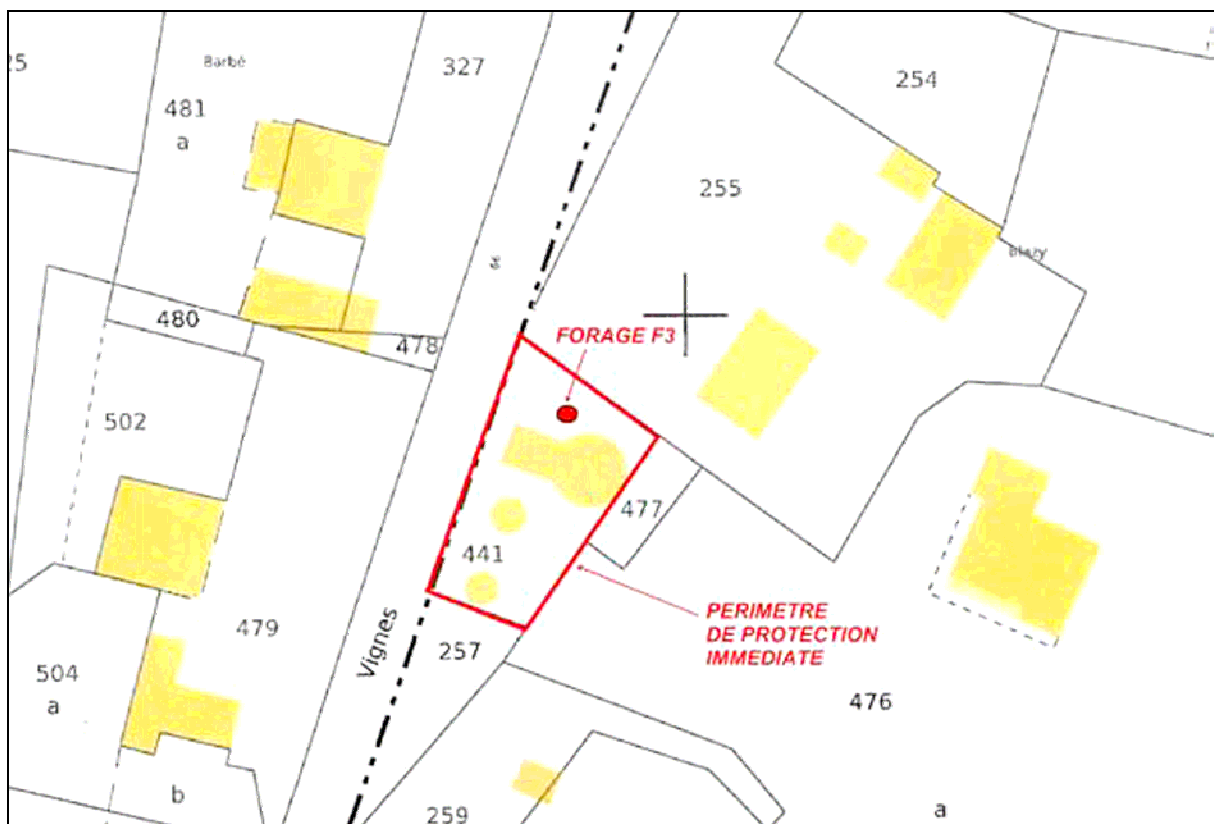 25
Barbé
327
481
a
254
255
480
478
FORAGE F3
502
477
441
PERIMETRE
DE PROTECTION
IMMEDIATE
479
Vignes
257
504
a
476
b
259
a